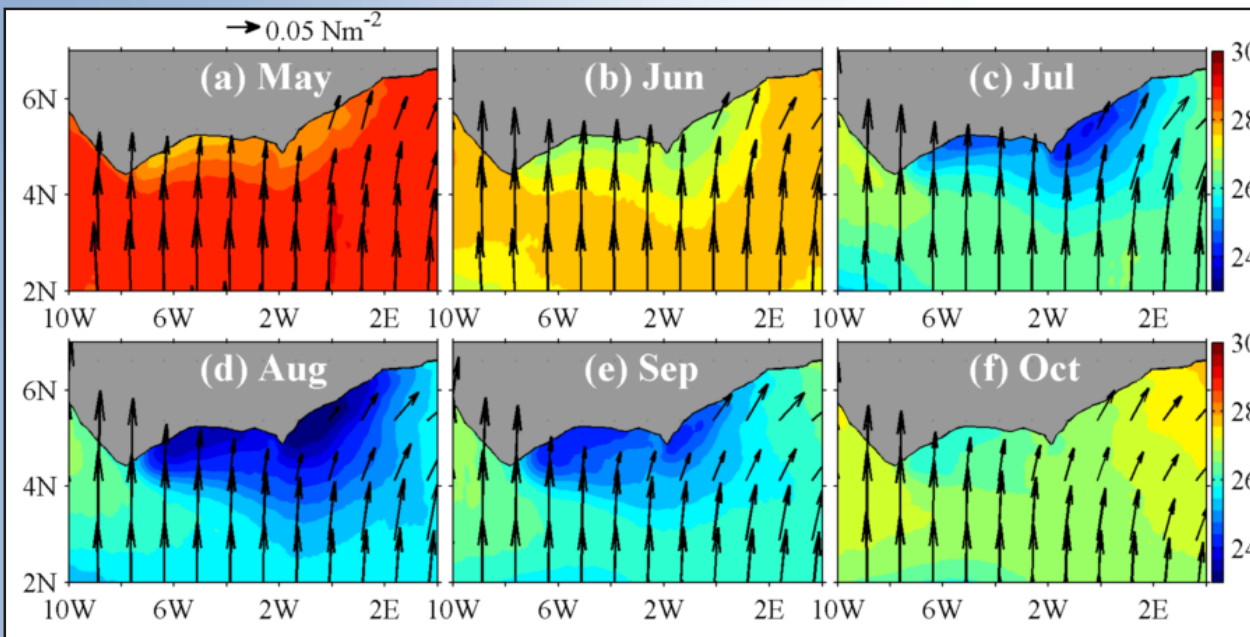 0.05 Nm⁻²
(a) May (b) Jun (c) Jul
30
6N
28
4N
26
24
2N
10W 6W 2W 2E 10W 6W 2W 2E 10W 6W 2W 2E
(d) Aug (e) Sep (f) Oct
30
6N
28
4N
26
24
2N
10W 6W 2W 2E 10W 6W 2W 2E 10W 6W 2W 2E